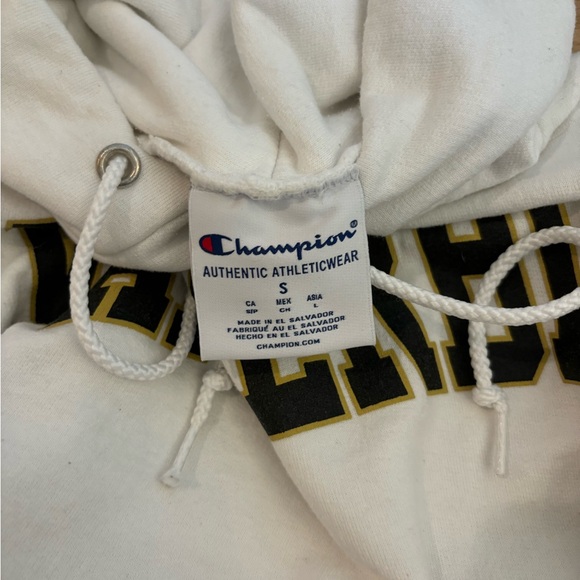 Champion®
AUTHENTIC ATHLETICWEAR
S
CA MEX ASIA
S/P CH L
MADE IN EL SALVADOR
FABRIQUÉ AU EL SALVADOR
HECHO EN EL SALVADOR
CHAMPION.COM